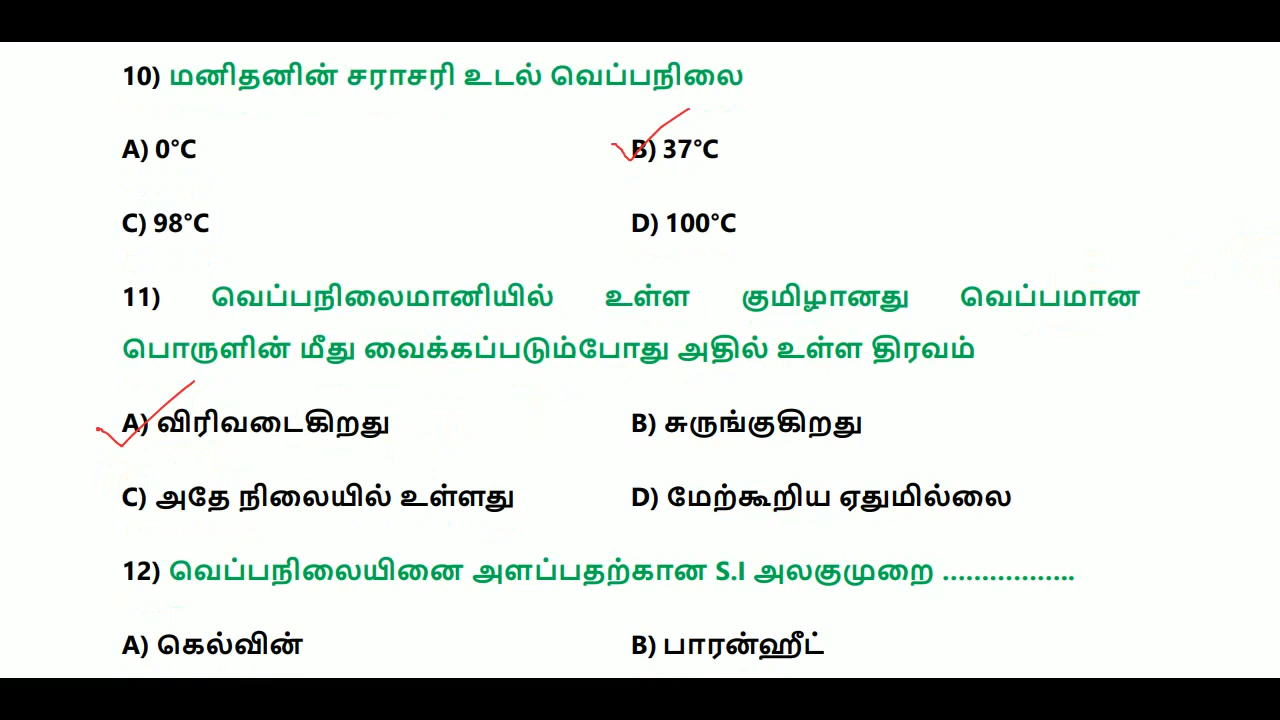 10) மனிதனின் சராசரி உடல் வெப்பநிலை
A) 0°C B) 37°C
C) 98°C D) 100°C
11) வெப்பநிலைமானியில் உள்ள குமிழானது வெப்பமான
பொருளின் மீது வைக்கப்படும்போது அதில் உள்ள திரவம்
A) விரிவடைகிறது B) சுருங்குகிறது
C) அதே நிலையில் உள்ளது D) மேற்கூறிய ஏதுமில்லை
12) வெப்பநிலையினை அளப்பதற்கான S.I அலகுமுறை .................
A) கெல்வின் B) பாரன்ஹீட்